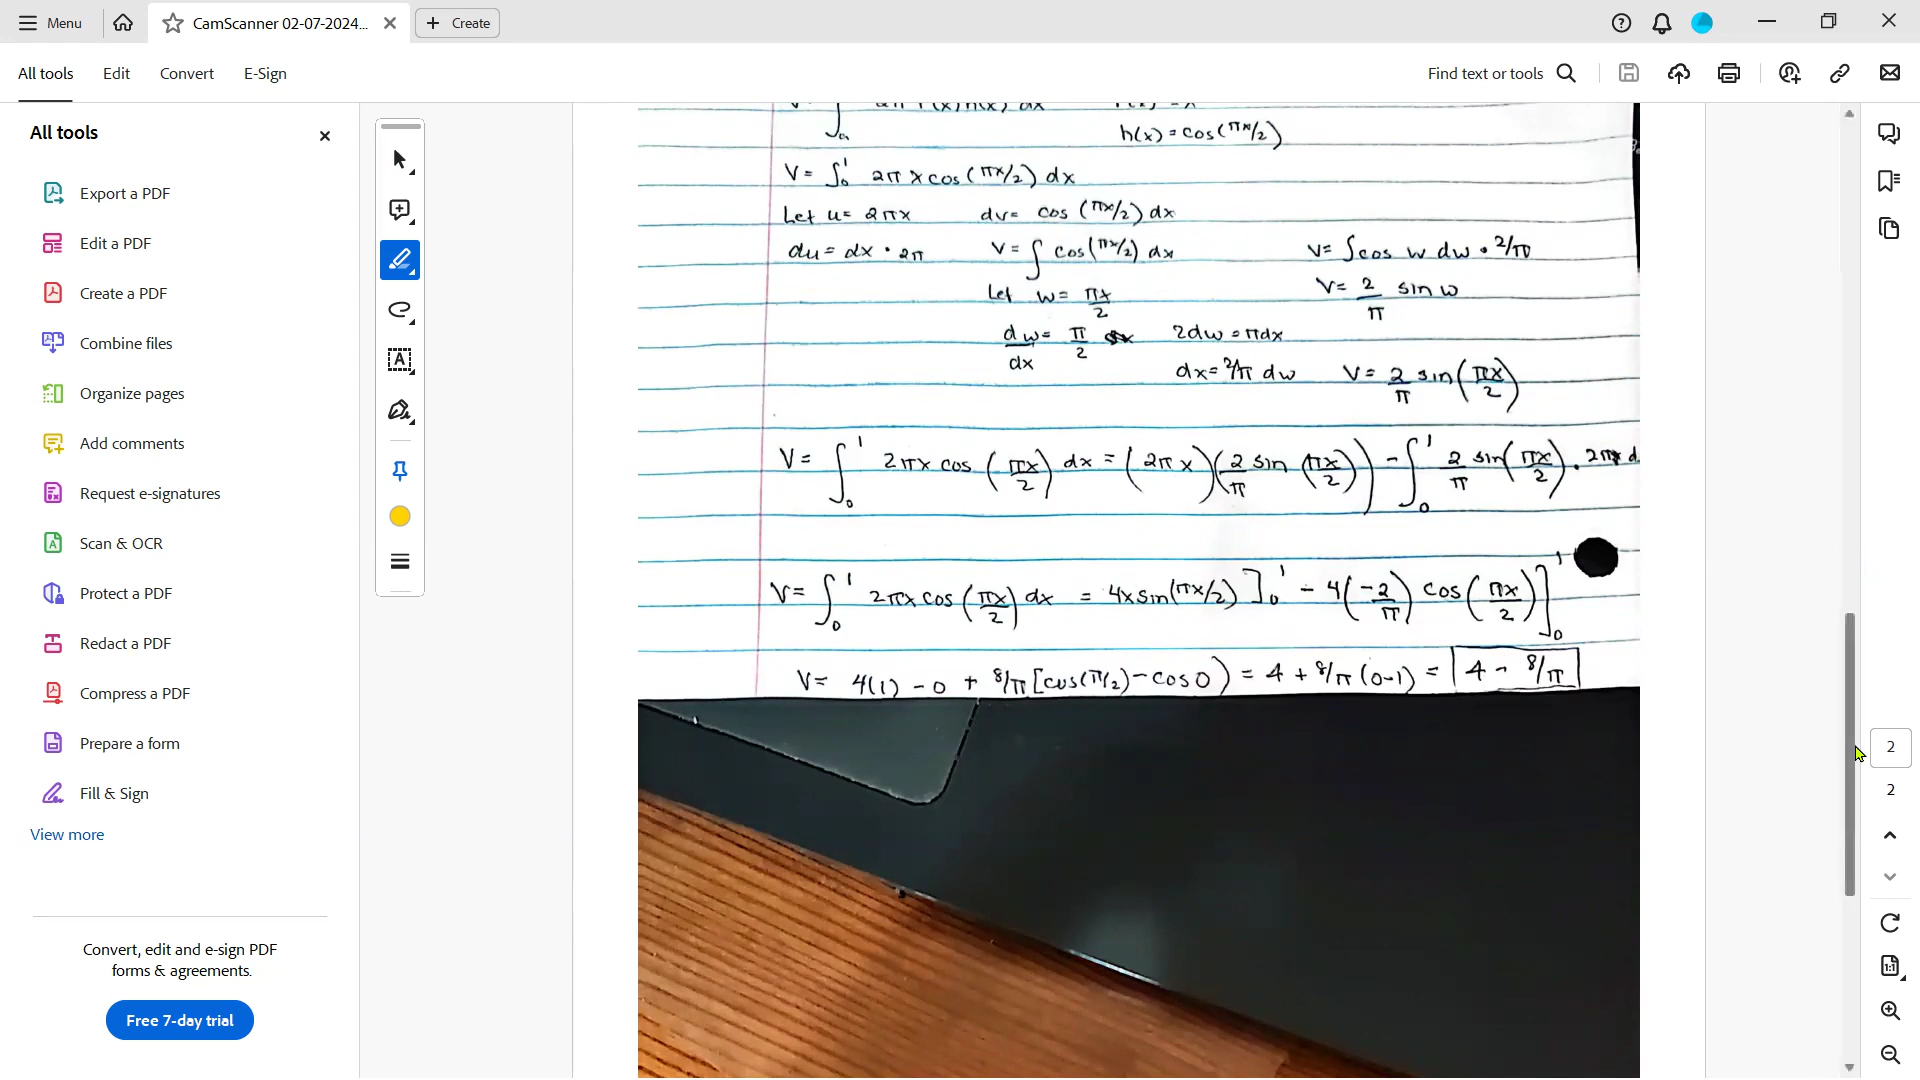 Menu
CamScanner 02-07-2024...
Create
All tools
Edit
Convert
E-Sign
Find text or tools
All tools
Export a PDF
Edit a PDF
Create a PDF
Combine files
Organize pages
Add comments
Request e-signatures
Scan & OCR
Protect a PDF
Redact a PDF
Compress a PDF
Prepare a form
Fill & Sign
View more
Convert, edit and e-sign PDF
forms & agreements.
Free 7-day trial
h(x) = cos(πx/2)
V = ∫₀¹ 2π x cos(πx/2) dx
Let u = 2πx dv = cos (πx/2) dx
du = dx · 2π V = ∫ cos(πx/2) dx V = ∫cos w dw · 2/π
Let w = πx/2 V = 2/π sin w
dw/dx = π/2 2dw = πdx
dx = 2/π dw V = 2/π sin(πx/2)
V = ∫₀¹ 2πx cos (πx/2) dx = (2πx)(2/π sin (πx/2)) - ∫₀¹ 2/π sin(πx/2) · 2π d
V = ∫₀¹ 2πx cos (πx/2) dx = 4x sin(πx/2) ]₀¹ - 4(-2/π) cos(πx/2) ]₀¹
V = 4(1) - 0 + 8/π [cos(π/2) - cos 0) = 4 + 8/π (0-1) = 4 - 8/π
2
2
1:1